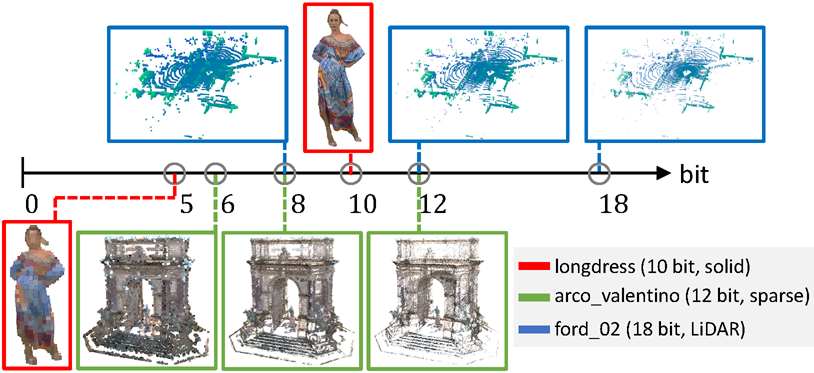 bit
0 5 6 8 10 12 18
longdress (10 bit, solid)
arco_valentino (12 bit, sparse)
ford_02 (18 bit, LiDAR)